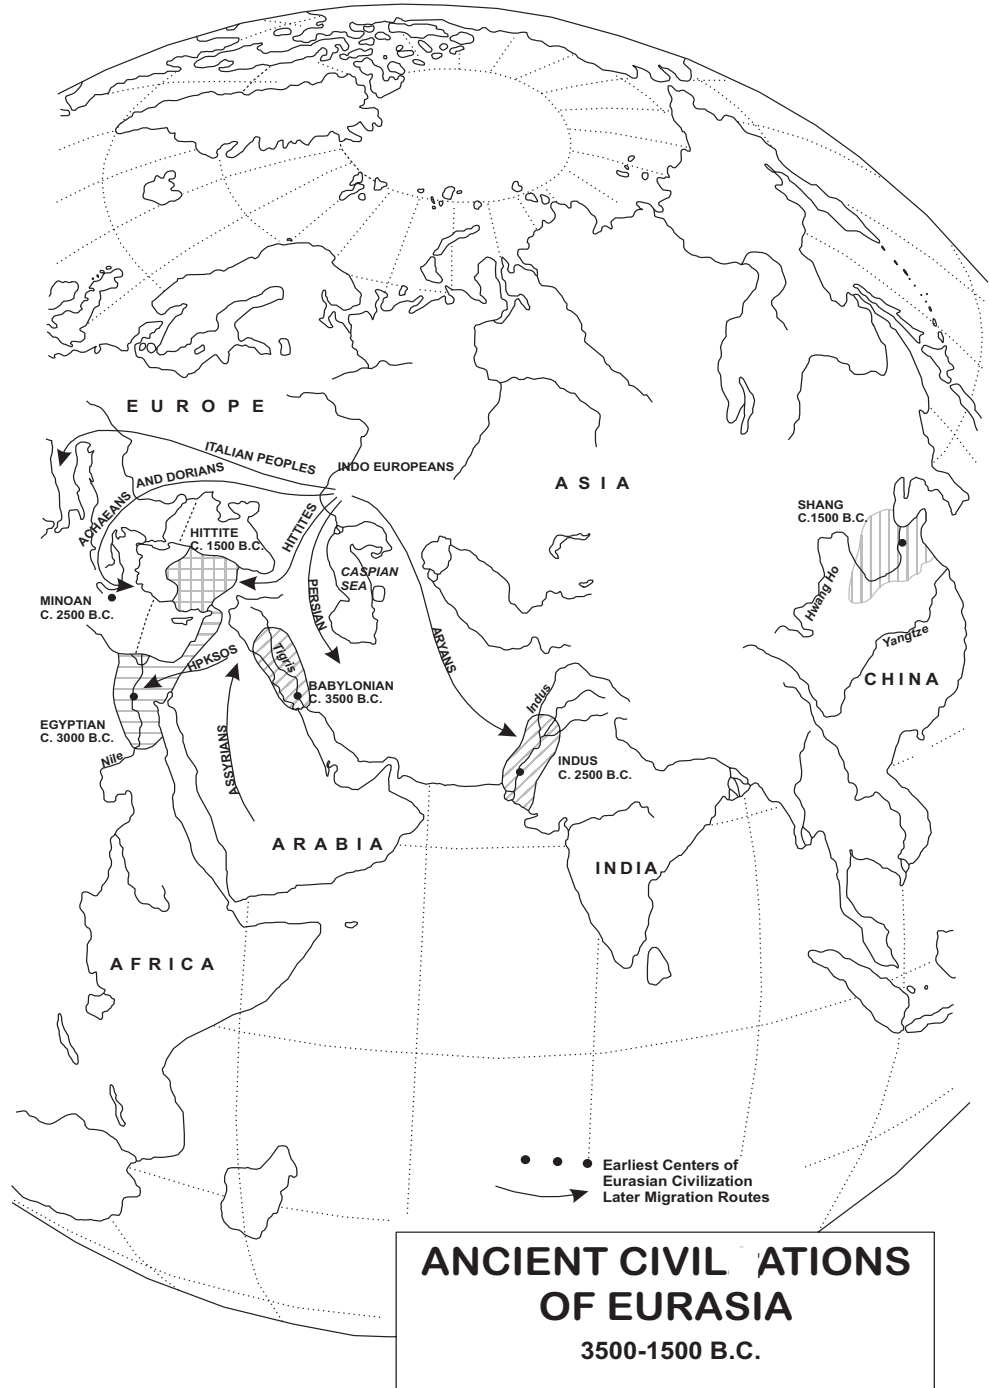 EUROPE
ITALIAN PEOPLES
INDO EUROPEANS
ACHAEANS AND DORIANS
ASIA
HITTITES
SHANG
C.1500 B.C.
HITTITE
C. 1500 B.C.
CASPIAN
SEA
PERSIAN
MINOAN
C. 2500 B.C.
ARYANS
Hwang Ho
Yangtze
CHINA
HPKSOS
Tigris
BABYLONIAN
C. 3500 B.C.
Indus
EGYPTIAN
C. 3000 B.C.
Nile
ASSYRIANS
INDUS
C. 2500 B.C.
ARABIA
INDIA
AFRICA
Earliest Centers of
Eurasian Civilization
Later Migration Routes
ANCIENT CIVIL ATIONS
OF EURASIA
3500-1500 B.C.